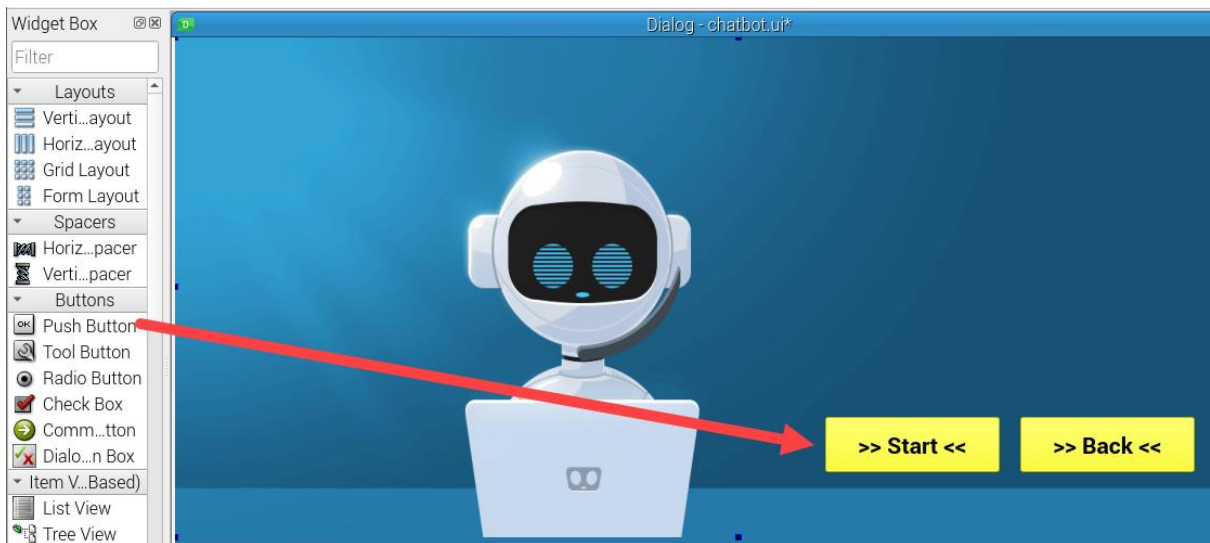 Widget Box
Dialog - chatbot.ui*
Filter
Layouts
Verti...ayout
Horiz...ayout
Grid Layout
Form Layout
Spacers
Horiz...pacer
Verti...pacer
Buttons
OK Push Button
Tool Button
Radio Button
Check Box
Comm...tton
Dialo...n Box
Item V...Based)
List View
Tree View
>> Start <<
>> Back <<